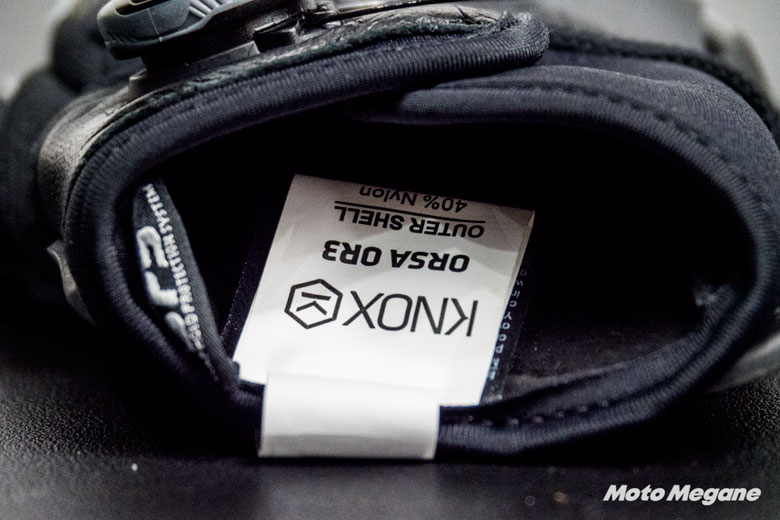 KNOX
ORSA OR3
OUTER SHELL
40% Nylon
Moto Megane